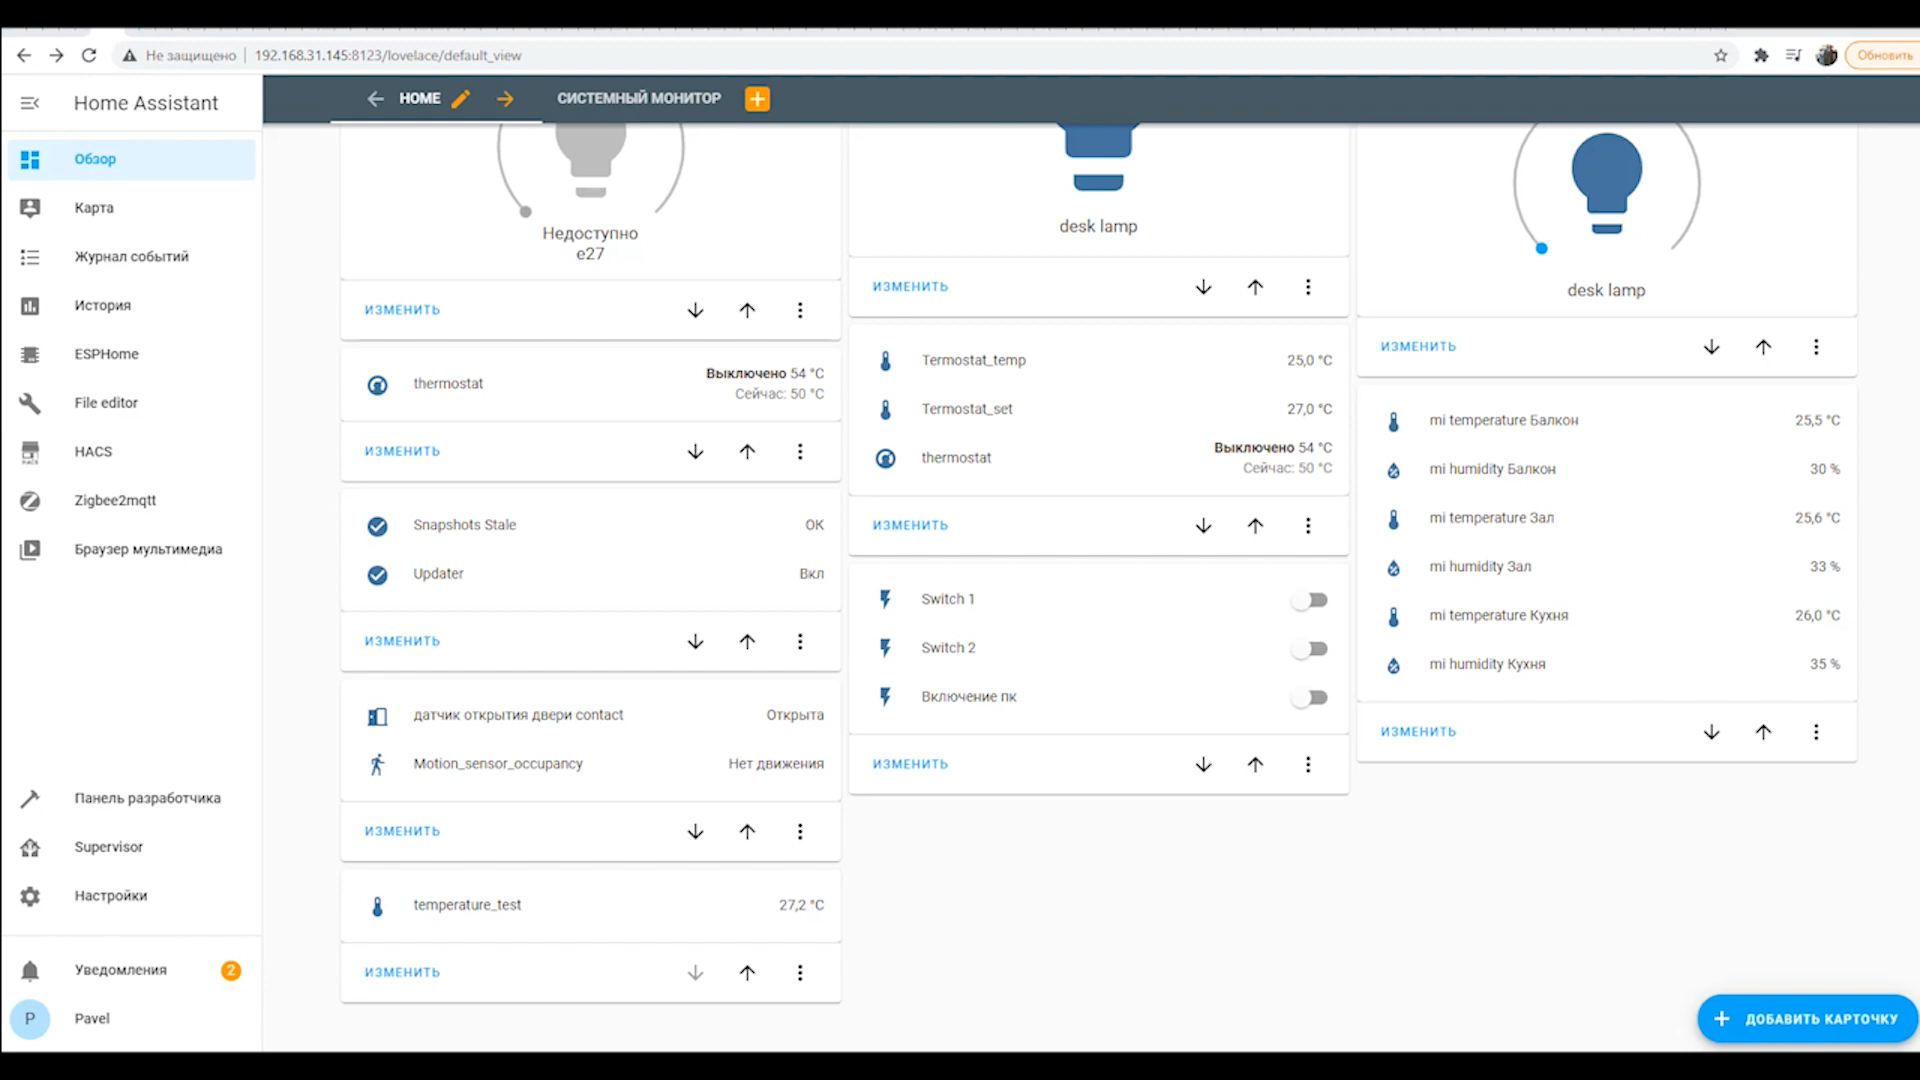 Не защищено
192.168.31.145:8123/lovelace/default_view
Обновить
Home Assistant
HOME
СИСТЕМНЫЙ МОНИТОР
Обзор
Карта
Журнал событий
История
ESPHome
File editor
HACS
Zigbee2mqtt
Браузер мультимедиа
Панель разработчика
Supervisor
Настройки
Уведомления
2
P
Pavel
Недоступно
e27
ИЗМЕНИТЬ
thermostat
Выключено 54 °C
Сейчас: 50 °C
ИЗМЕНИТЬ
Snapshots Stale
ОК
Updater
Вкл
ИЗМЕНИТЬ
датчик открытия двери contact
Открыта
Motion_sensor_occupancy
Нет движения
ИЗМЕНИТЬ
temperature_test
27,2 °C
ИЗМЕНИТЬ
desk lamp
ИЗМЕНИТЬ
Termostat_temp
25,0 °C
Termostat_set
27,0 °C
thermostat
Выключено 54 °C
Сейчас: 50 °C
ИЗМЕНИТЬ
Switch 1
Switch 2
Включение пк
ИЗМЕНИТЬ
desk lamp
ИЗМЕНИТЬ
mi temperature Балкон
25,5 °C
mi humidity Балкон
30 %
mi temperature Зал
25,6 °C
mi humidity Зал
33 %
mi temperature Кухня
26,0 °C
mi humidity Кухня
35 %
ИЗМЕНИТЬ
ДОБАВИТЬ КАРТОЧКУ